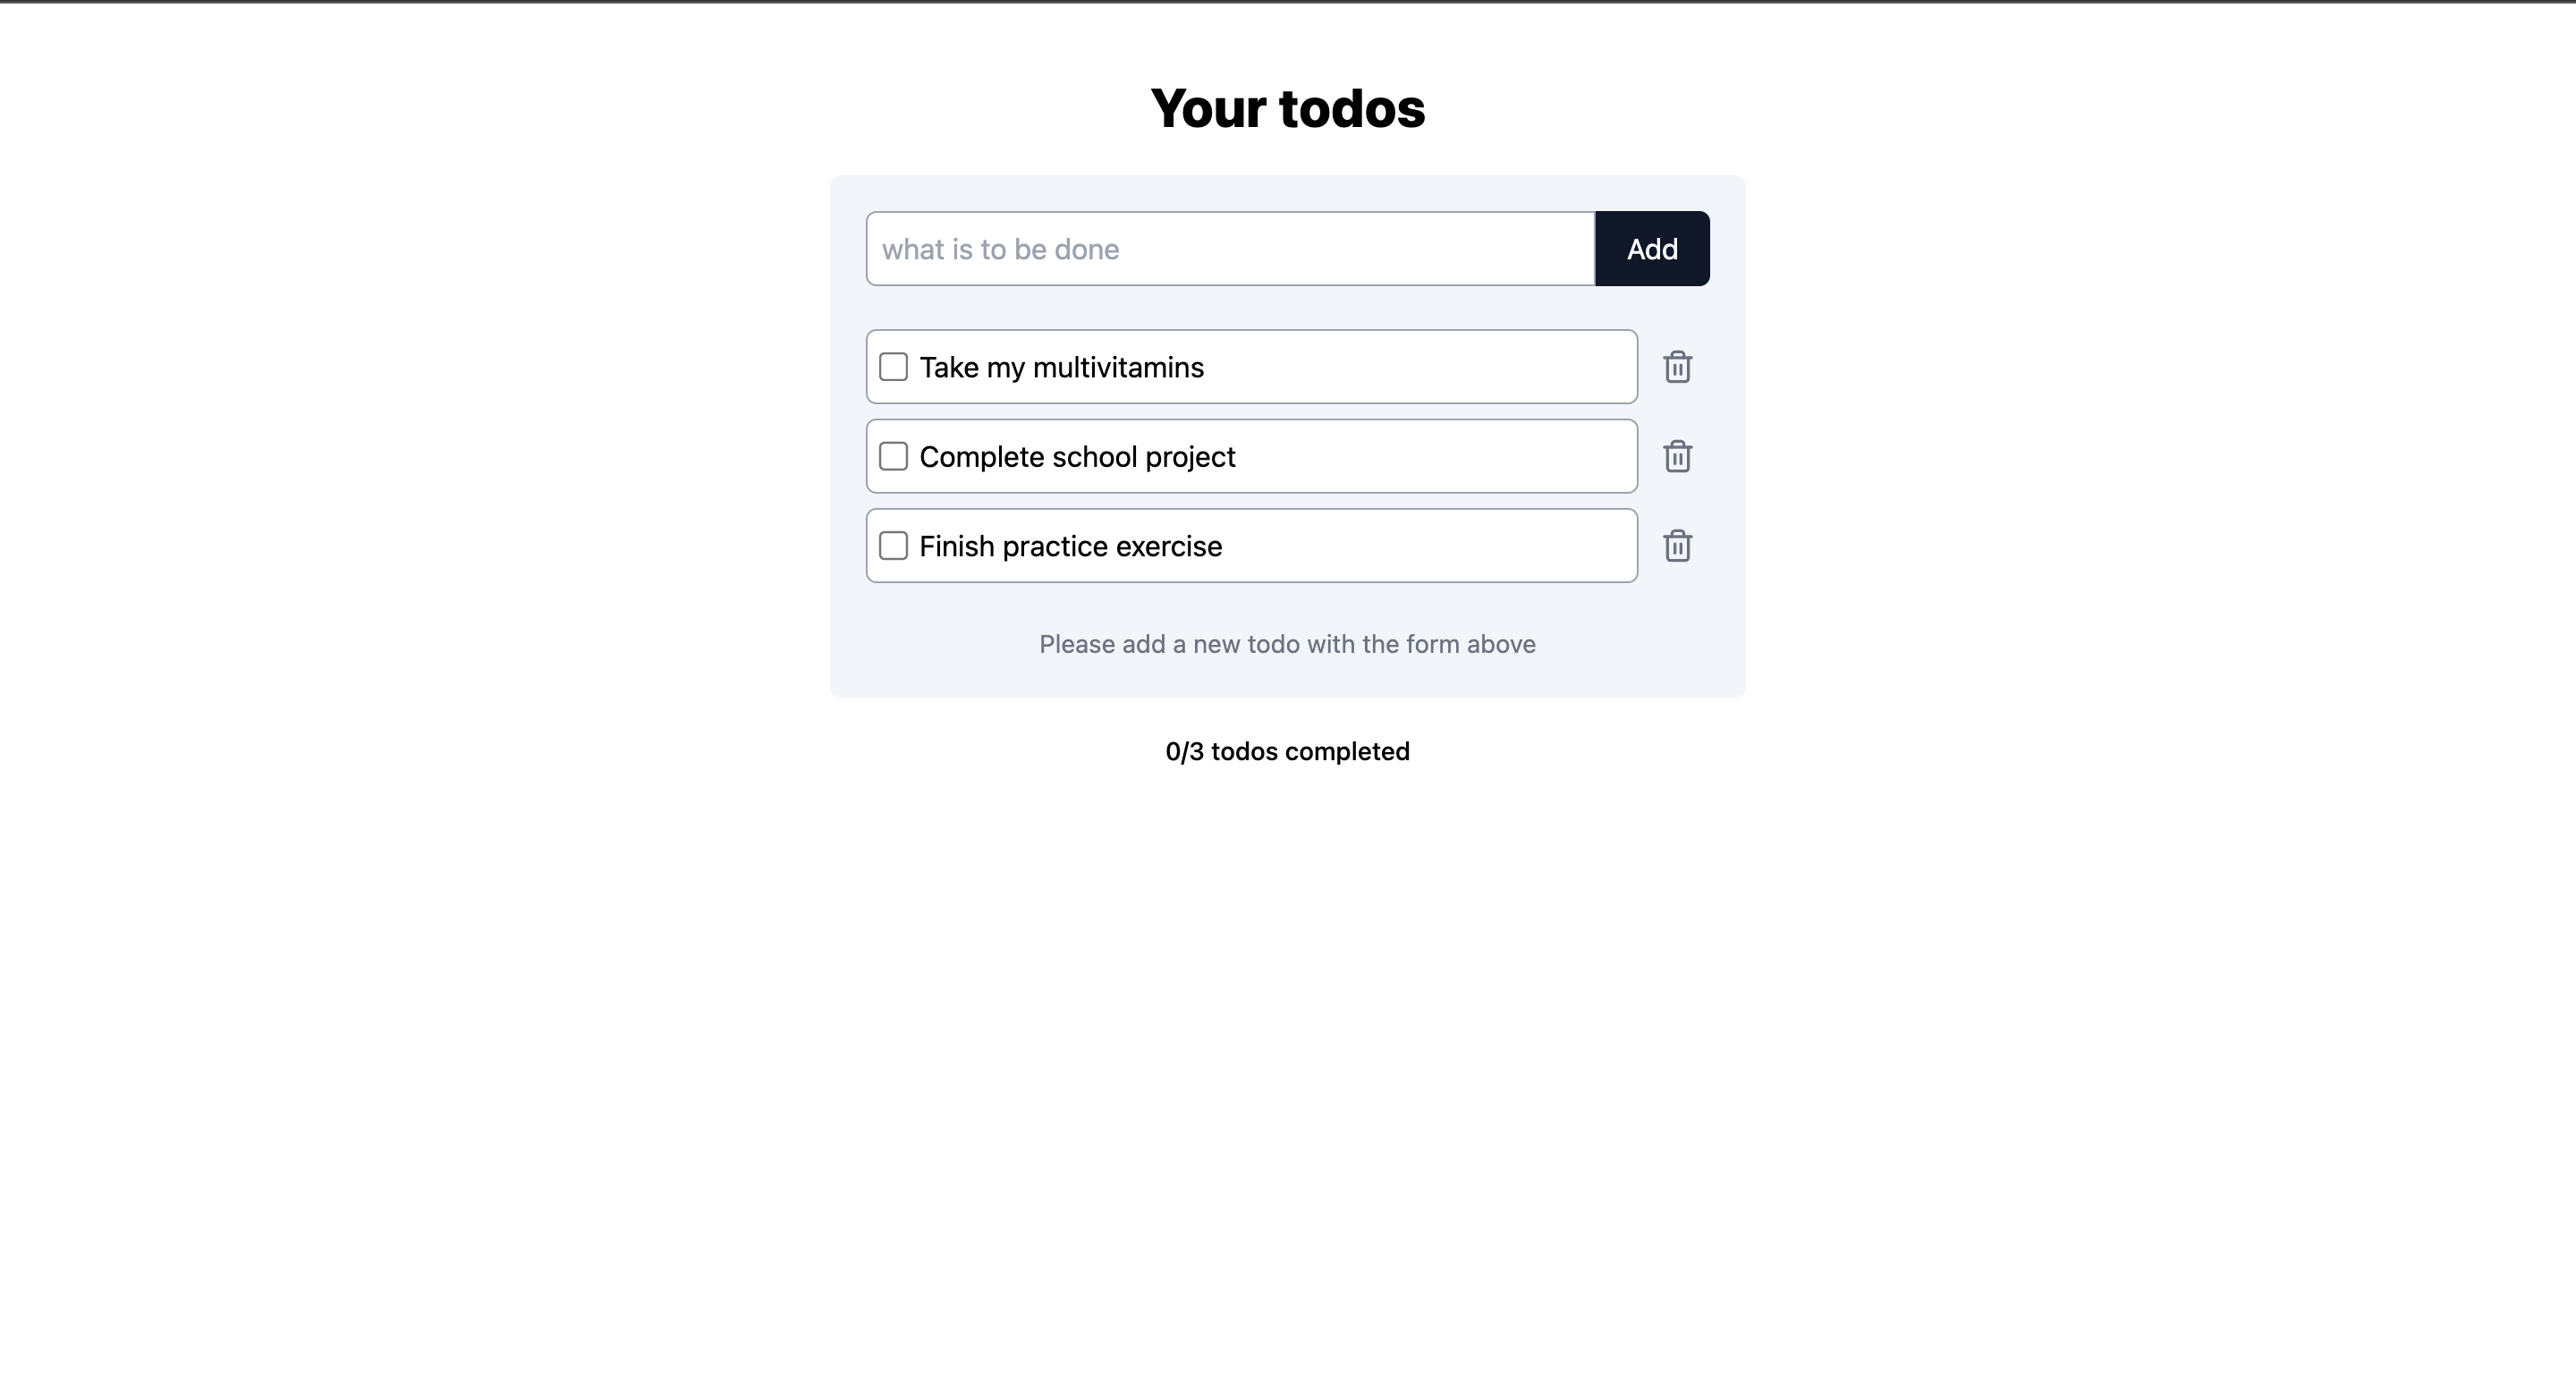 Your todos
what is to be done
Add
Take my multivitamins
Complete school project
Finish practice exercise
Please add a new todo with the form above
0/3 todos completed